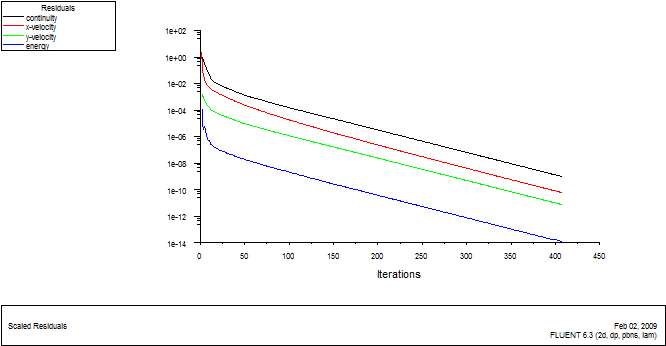 Residuals
continuity
x-velocity
y-velocity
energy
1e+02
1e+00
1e-02
1e-04
1e-06
1e-08
1e-10
1e-12
1e-14
0 50 100 150 200 250 300 350 400 450
Iterations
Scaled Residuals
Feb 02, 2009
FLUENT 6.3 (2d, dp, pbns, lam)